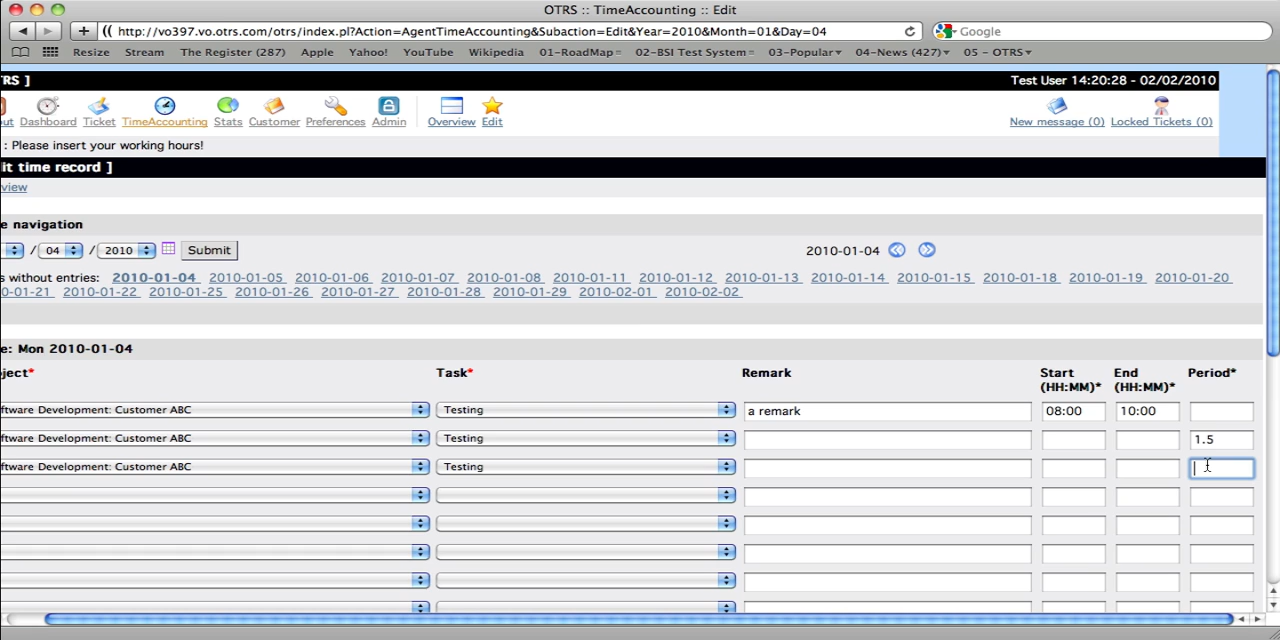 OTRS :: TimeAccounting :: Edit
http://vo397.vo.otrs.com/otrs/index.pl?Action=AgentTimeAccounting&Subaction=Edit&Year=2010&Month=01&Day=04
Google
Resize Stream The Register (287) Apple Yahoo! YouTube Wikipedia 01-RoadMap 02-BSI Test System 03-Popular 04-News (427) 05 - OTRS
TRS ] Test User 14:20:28 - 02/02/2010
ut Dashboard Ticket TimeAccounting Stats Customer Preferences Admin Overview Edit New message (0) Locked Tickets (0)
: Please insert your working hours!
it time record ]
view
e navigation
/ 04 / 2010 Submit 2010-01-04
s without entries: 2010-01-04 2010-01-05 2010-01-06 2010-01-07 2010-01-08 2010-01-11 2010-01-12 2010-01-13 2010-01-14 2010-01-15 2010-01-18 2010-01-19 2010-01-20
0-01-21 2010-01-22 2010-01-25 2010-01-26 2010-01-27 2010-01-28 2010-01-29 2010-02-01 2010-02-02
e: Mon 2010-01-04
ject* Task* Remark Start (HH:MM)* End (HH:MM)* Period*
ftware Development: Customer ABC Testing a remark 08:00 10:00
ftware Development: Customer ABC Testing 1.5
ftware Development: Customer ABC Testing